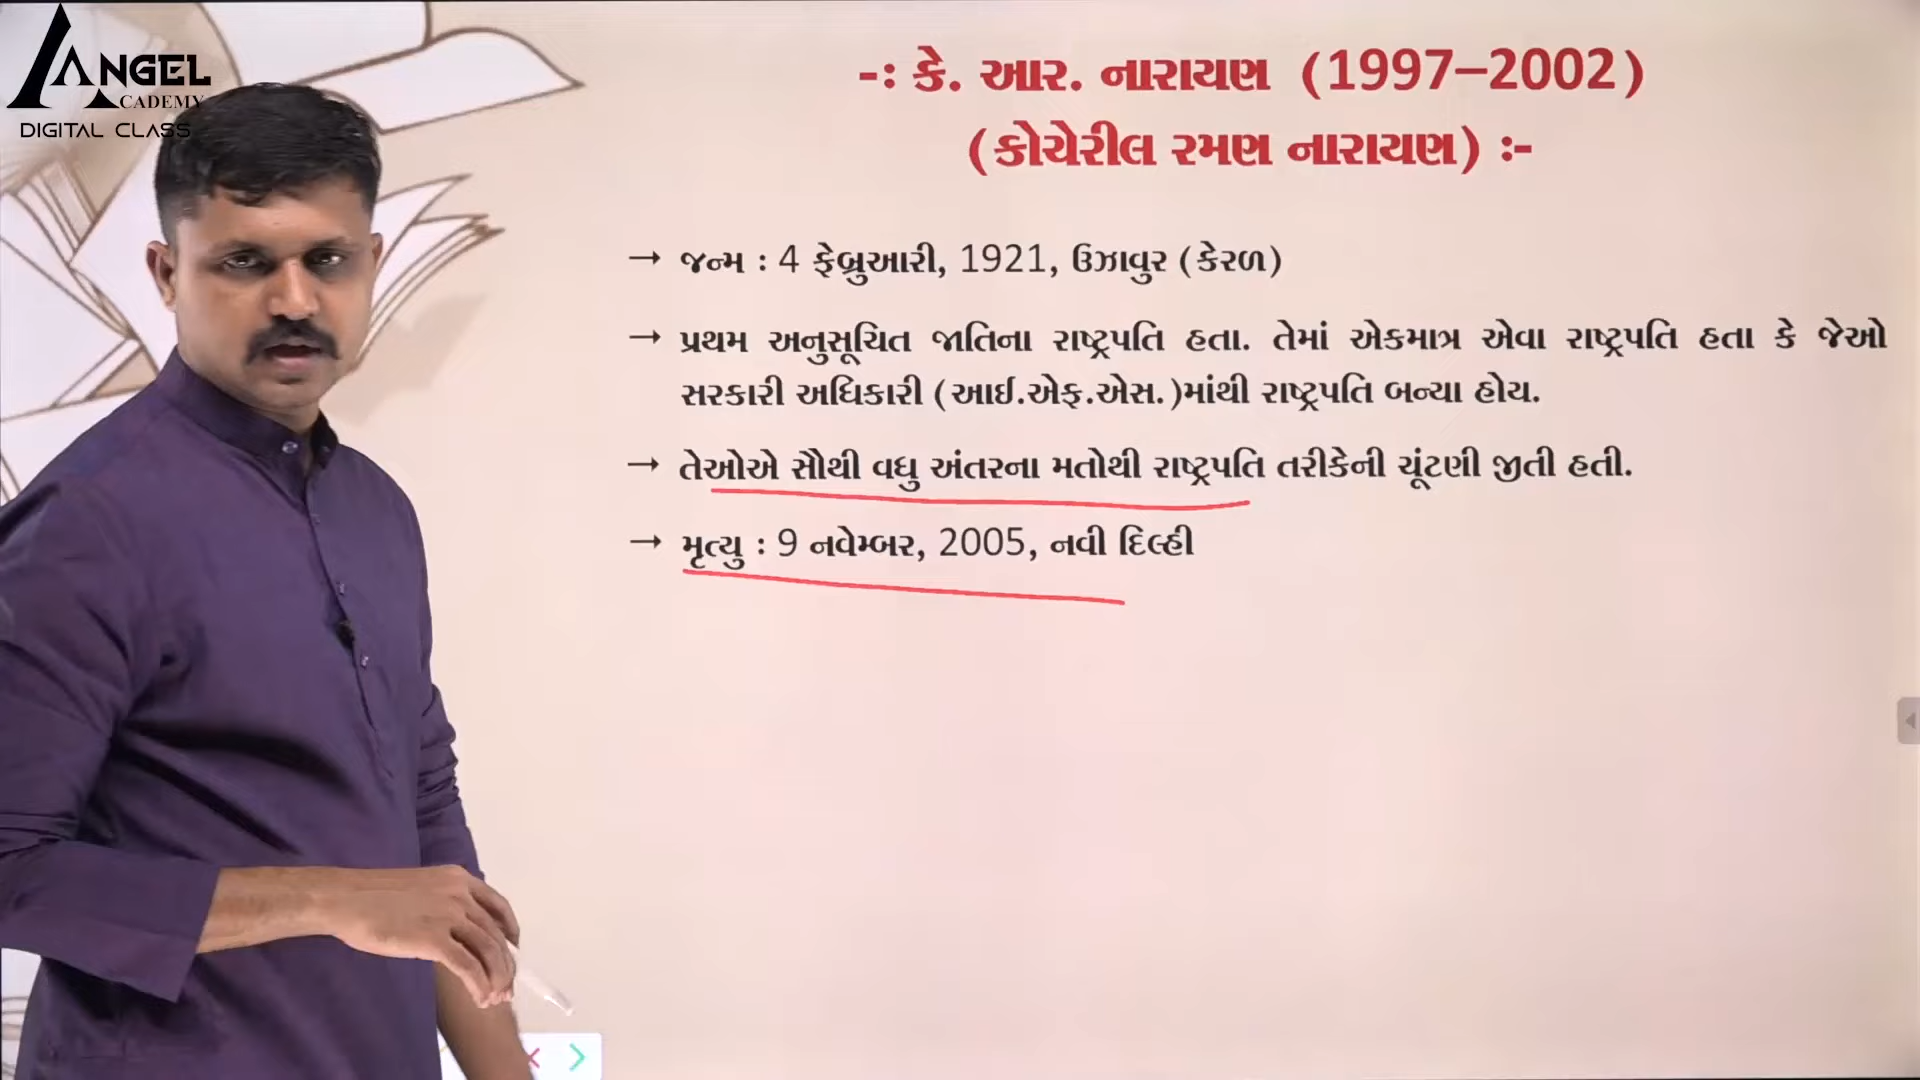 ANGEL
ACADEMY
DIGITAL CLASS
-: કે. આર. નારાયણ (1997–2002)
(કોચેરીલ રમણ નારાયણ) :-
→ જન્મ : 4 ફેબ્રુઆરી, 1921, ઉઝાવુર (કેરળ)
→ પ્રથમ અનુસૂચિત જાતિના રાષ્ટ્રપતિ હતા. તેમાં એકમાત્ર એવા રાષ્ટ્રપતિ હતા કે જેઓ
સરકારી અધિકારી (આઈ.એફ.એસ.)માંથી રાષ્ટ્રપતિ બન્યા હોય.
→ તેઓએ સૌથી વધુ અંતરના મતોથી રાષ્ટ્રપતિ તરીકેની ચૂંટણી જીતી હતી.
→ મૃત્યુ : 9 નવેમ્બર, 2005, નવી દિલ્હી